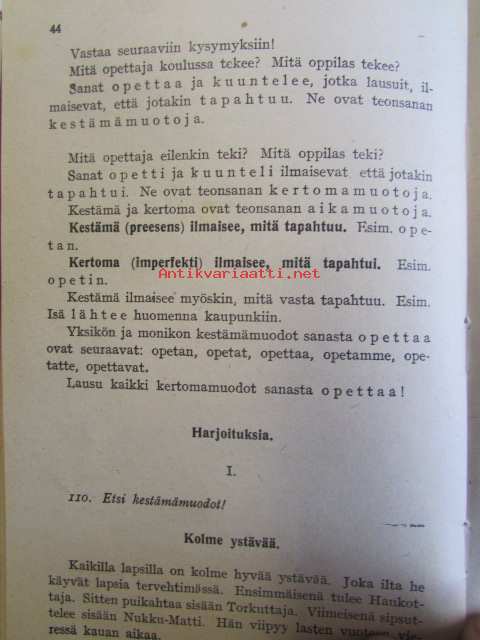 44
Vastaa seuraaviin kysymyksiin!
Mitä opettaja koulussa tekee? Mitä oppilas tekee?
Sanat opettaa ja kuuntelee, jotka lausuit, il-
maisevat, että jotakin tapahtuu. Ne ovat teonsanan
kestämämuotoja.
Mitä opettaja eilenkin teki? Mitä oppilas teki?
Sanat opetti ja kuunteli ilmaisevat että jotakin
tapahtui. Ne ovat teonsanan kertomamuotoja.
Kestämä ja kertoma ovat teonsanan aikamuotoja.
Kestämä (preesens) ilmaisee, mitä tapahtuu. Esim. ope-
tan.
Kertoma (imperfekti) ilmaisee, mitä tapahtui. Esim.
Antikvariaatti.net
opetin.
Kestämä ilmaisee myöskin, mitä vasta tapahtuu. Esim.
Isä lähtee huomenna kaupunkiin.
Yksikön ja monikon kestämämuodot sanasta opettaa
ovat seuraavat: opetan, opetat, opettaa, opetamme, ope-
tatte, opettavat.
Lausu kaikki kertomamuodot sanasta opettaa!
Harjoituksia.
I.
110. Etsi kestämämuodot!
Kolme ystävää.
Kaikilla lapsilla on kolme hyvää ystävää. Joka ilta he
käyvät lapsia tervehtimässä. Ensimmäisenä tulee Haukot-
taja. Sitten puikahtaa sisään Torkuttaja. Viimeisenä siput-
telee sisään Nukku-Matti. Hän viipyy lasten
ressä kauan aikaa.